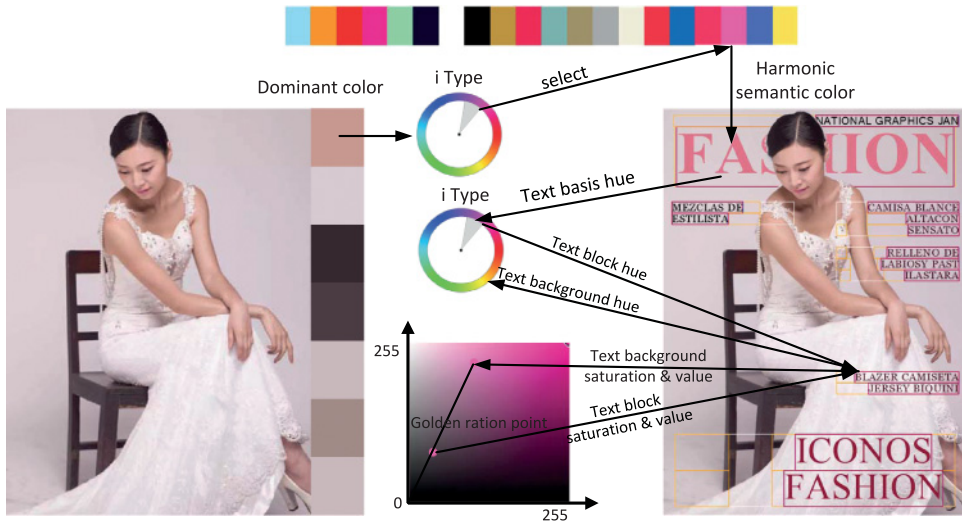 Dominant color
i Type
select
Harmonic
semantic color
i Type
Text basis hue
Text block hue
Text background hue
255
Golden ration point
0
255
Text background
saturation & value
Text block
saturation & value
NATIONAL GRAPHICS JAN
FASHION
MEZCLAS DE
ESTILISTA
CAMISA BLANCE
ALTACON
SENSATO
RELLENO DE
LABIOSY PAST
ILASTARA
BLAZER CAMISETA
JERSEY BIQUINI
ICONOS
FASHION